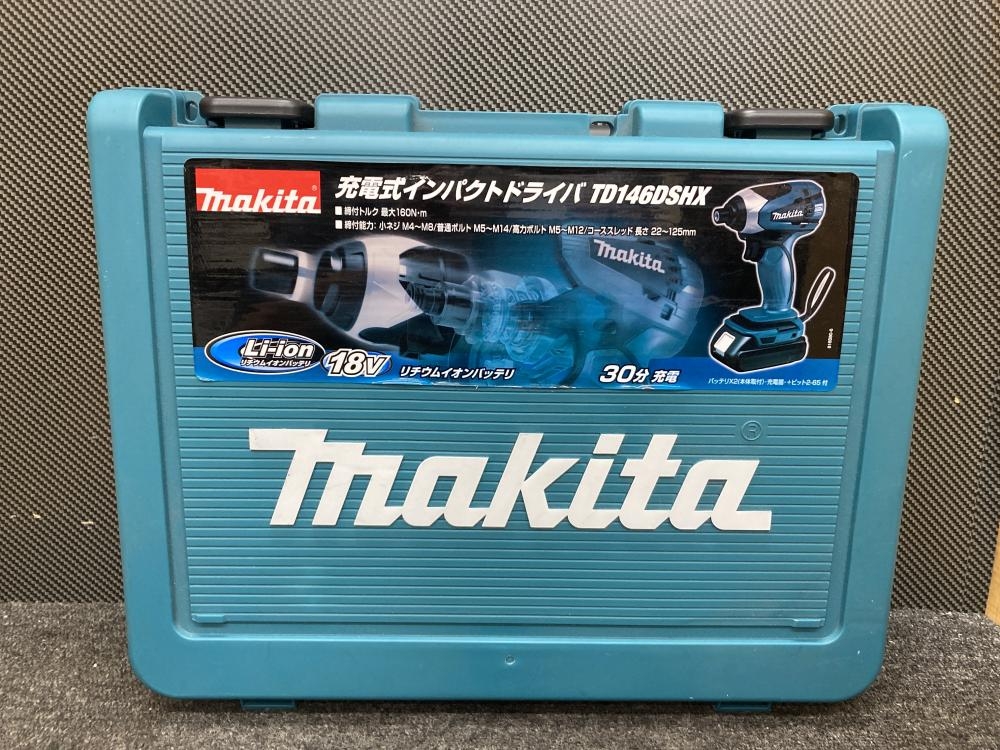 makita®
充電式インパクトドライバ TD146DSHX
■ 締付トルク 最大160N・m
■ 締付能力: 小ネジ M4～M8/普通ボルト M5～M14/高力ボルト M5～M12/コーススレッド 長さ 22～125mm
makita
makita
Li-ion
リチウムイオンバッテリ
18V リチウムイオンバッテリ
30分 充電
バッテリX2(本体取付)・充電器・+ビット2-65 付
makita®